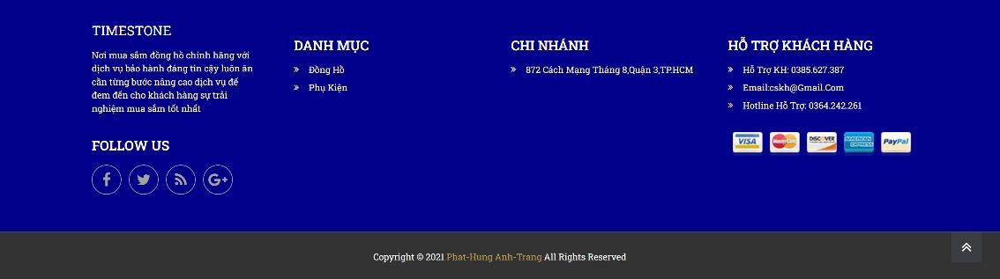 TIMESTONE
Nơi mua sắm đồng hồ chính hãng với
dịch vụ bảo hành đáng tin cậy luôn ân
cần từng bước nâng cao dịch vụ để
đem đến cho khách hàng sự trải
nghiệm mua sắm tốt nhất
FOLLOW US
DANH MỤC
Đồng Hồ
Phụ Kiện
CHI NHÁNH
872 Cách Mạng Tháng 8,Quận 3,TP.HCM
HỖ TRỢ KHÁCH HÀNG
Hỗ Trợ KH: 0385.627.387
Email:cskh@Gmail.Com
Hotline Hỗ Trợ: 0364.242.261
VISA MasterCard DISCOVER AMERICAN EXPRESS PayPal
Copyright © 2021 Phat-Hung Anh-Trang All Rights Reserved